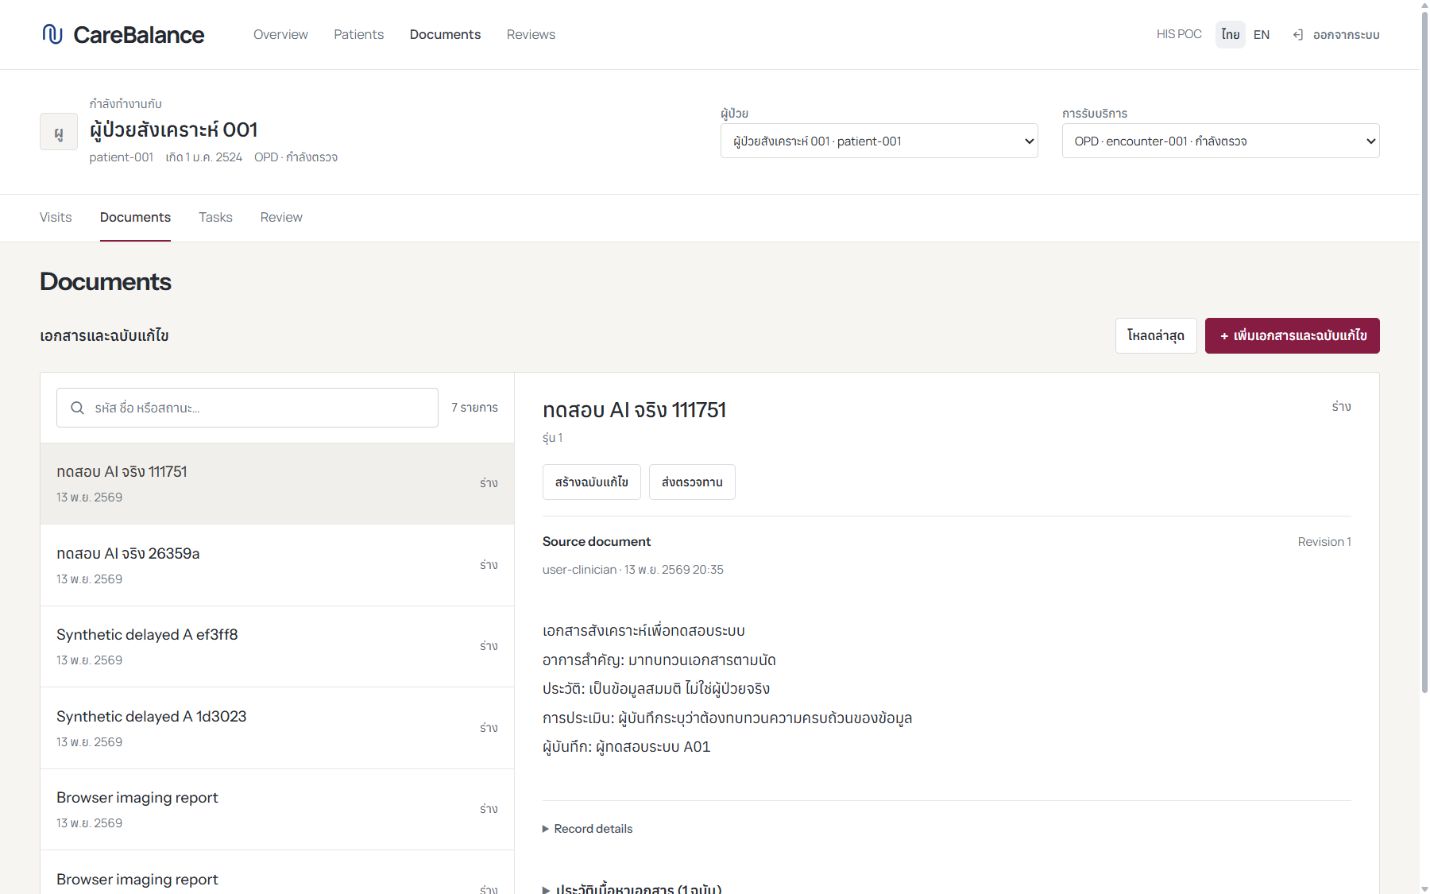 CareBalance
Overview Patients Documents Reviews
HIS POC ไทย EN ออกจากระบบ
กำลังทำงานกับ
ผู้ป่วยสังเคราะห์ 001
ผู้
patient-001 เกิด 1 ม.ค. 2524 OPD · กำลังตรวจ
ผู้ป่วย
ผู้ป่วยสังเคราะห์ 001 · patient-001
การรับบริการ
OPD · encounter-001 · กำลังตรวจ
Visits Documents Tasks Review
Documents
เอกสารและฉบับแก้ไข
โหลดล่าสุด
+ เพิ่มเอกสารและฉบับแก้ไข
รหัส ชื่อ หรือสถานะ...
7 รายการ
ทดสอบ AI จริง 111751
13 พ.ย. 2569
ร่าง
ทดสอบ AI จริง 26359a
13 พ.ย. 2569
ร่าง
Synthetic delayed A ef3ff8
13 พ.ย. 2569
ร่าง
Synthetic delayed A 1d3023
13 พ.ย. 2569
ร่าง
Browser imaging report
13 พ.ย. 2569
ร่าง
Browser imaging report
ร่าง
ทดสอบ AI จริง 111751
ร่าง
รุ่น 1
สร้างฉบับแก้ไข
ส่งตรวจทาน
Source document
Revision 1
user-clinician · 13 พ.ย. 2569 20:35
เอกสารสังเคราะห์เพื่อทดสอบระบบ
อาการสำคัญ: มาทบทวนเอกสารตามนัด
ประวัติ: เป็นข้อมูลสมมติ ไม่ใช่ผู้ป่วยจริง
การประเมิน: ผู้บันทึกระบุว่าต้องทบทวนความครบถ้วนของข้อมูล
ผู้บันทึก: ผู้ทดสอบระบบ A01
Record details
ประวัติเนื้อหาเอกสาร (1 ฉบับ)